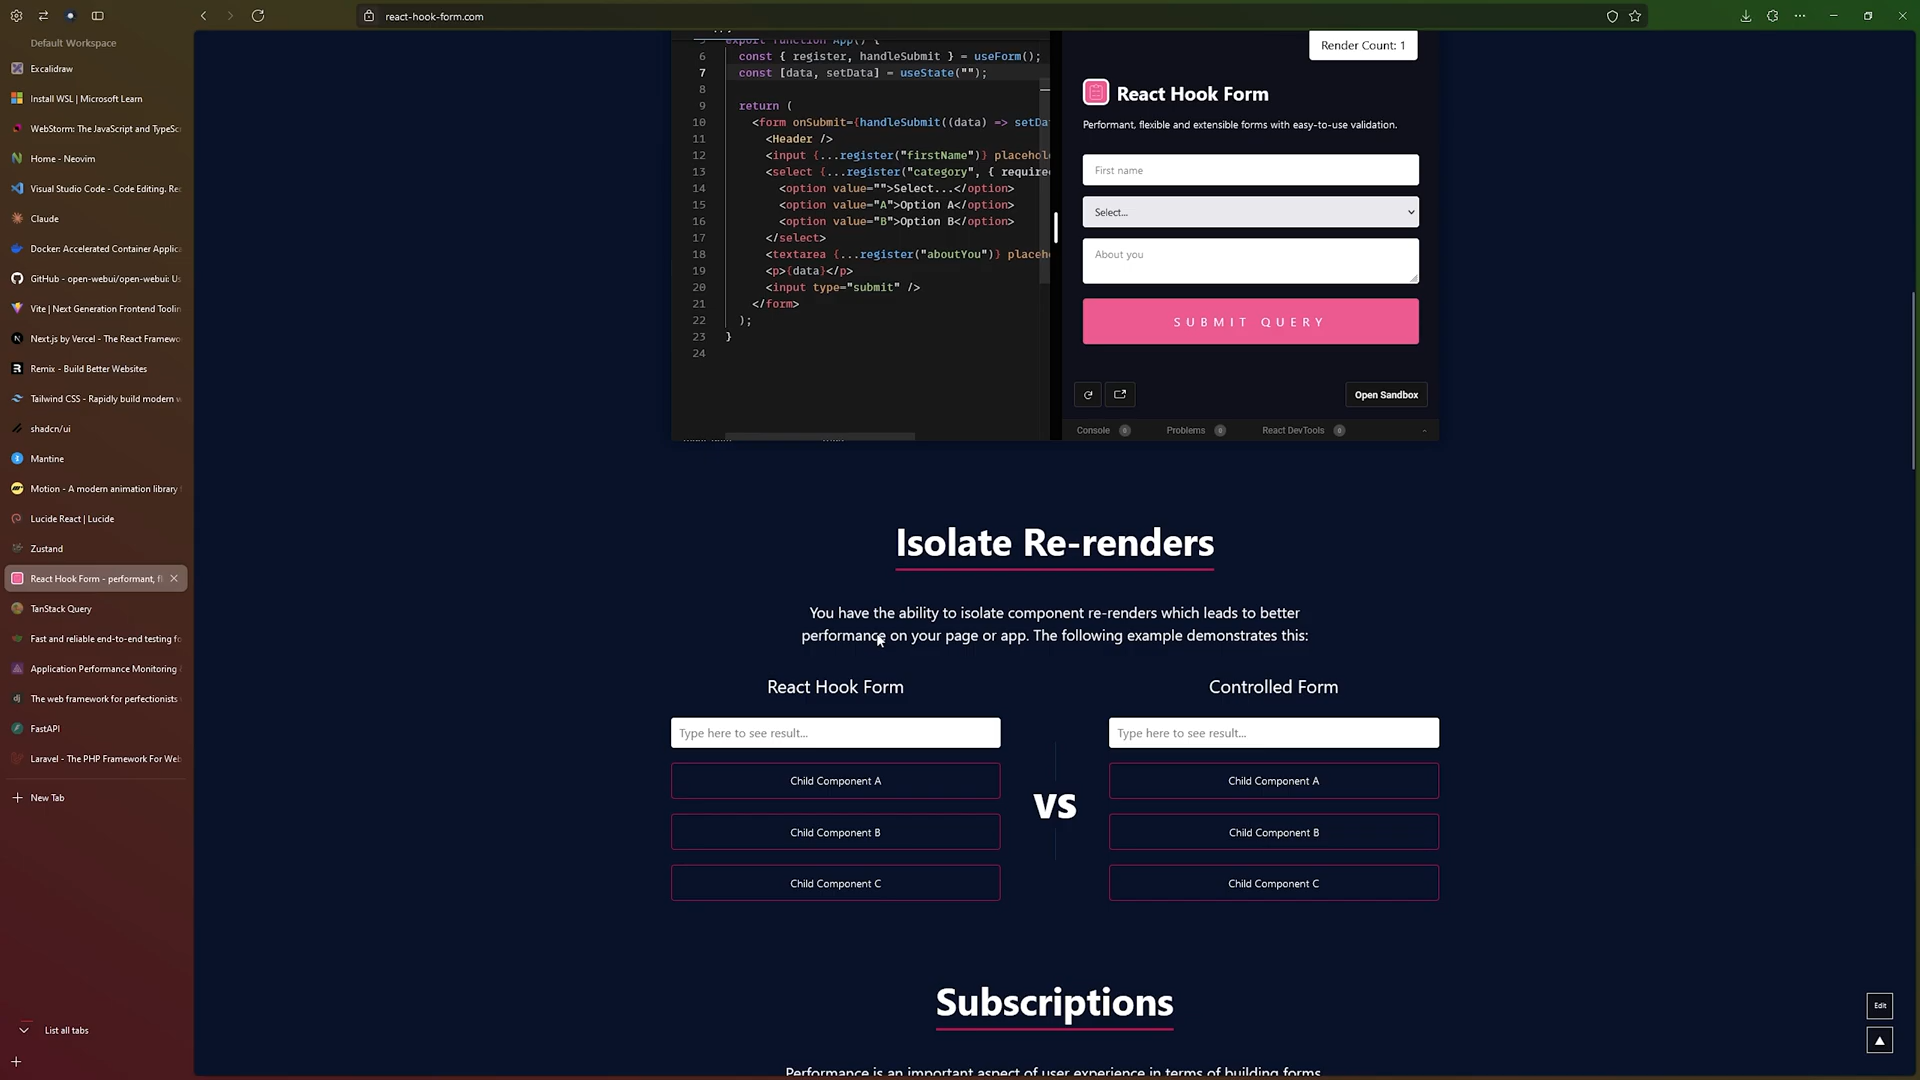 react-hook-form.com
Default Workspace
Excalidraw
Install WSL | Microsoft Learn
WebStorm: The JavaScript and TypeSc
Home - Neovim
Visual Studio Code - Code Editing. Re
Claude
Docker: Accelerated Container Applica
GitHub - open-webui/open-webui: Us
Vite | Next Generation Frontend Toolin
Next.js by Vercel - The React Framewo
Remix - Build Better Websites
Tailwind CSS - Rapidly build modern w
shadcn/ui
Mantine
Motion - A modern animation library
Lucide React | Lucide
Zustand
React Hook Form - performant, fl
TanStack Query
Fast and reliable end-to-end testing fo
Application Performance Monitoring
The web framework for perfectionists
FastAPI
Laravel - The PHP Framework For Web
New Tab
List all tabs
5 export function App() {
6 const { register, handleSubmit } = useForm();
7 const [data, setData] = useState("");
8
9 return (
10 <form onSubmit={handleSubmit((data) => setDa
11 <Header />
12 <input {...register("firstName")} placehol
13 <select {...register("category", { require
14 <option value="">Select...</option>
15 <option value="A">Option A</option>
16 <option value="B">Option B</option>
17 </select>
18 <textarea {...register("aboutYou")} placeh
19 <p>{data}</p>
20 <input type="submit" />
21 </form>
22 );
23 }
24
Render Count: 1
React Hook Form
Performant, flexible and extensible forms with easy-to-use validation.
First name
Select...
About you
SUBMIT QUERY
Open Sandbox
Console 0 Problems 0 React DevTools 0
Isolate Re-renders
You have the ability to isolate component re-renders which leads to better
performance on your page or app. The following example demonstrates this:
React Hook Form
Type here to see result...
Child Component A
Child Component B
Child Component C
VS
Controlled Form
Type here to see result...
Child Component A
Child Component B
Child Component C
Subscriptions
Performance is an important aspect of user experience in terms of building forms.
Edit